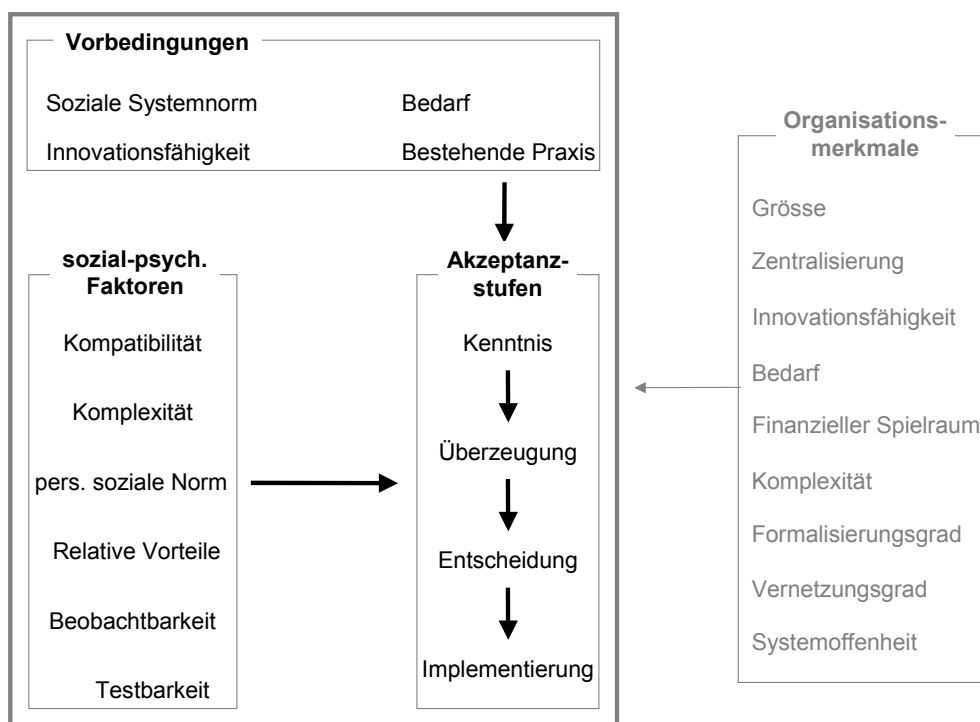 Vorbedingungen
Soziale Systemnorm
Bedarf
Innovationsfähigkeit
Bestehende Praxis
sozial-psych.
Faktoren
Kompatibilität
Komplexität
pers. soziale Norm
Relative Vorteile
Beobachtbarkeit
Testbarkeit
Akzeptanz-
stufen
Kenntnis
Überzeugung
Entscheidung
Implementierung
Organisations-
merkmale
Grösse
Zentralisierung
Innovationsfähigkeit
Bedarf
Finanzieller Spielraum
Komplexität
Formalisierungsgrad
Vernetzungsgrad
Systemoffenheit